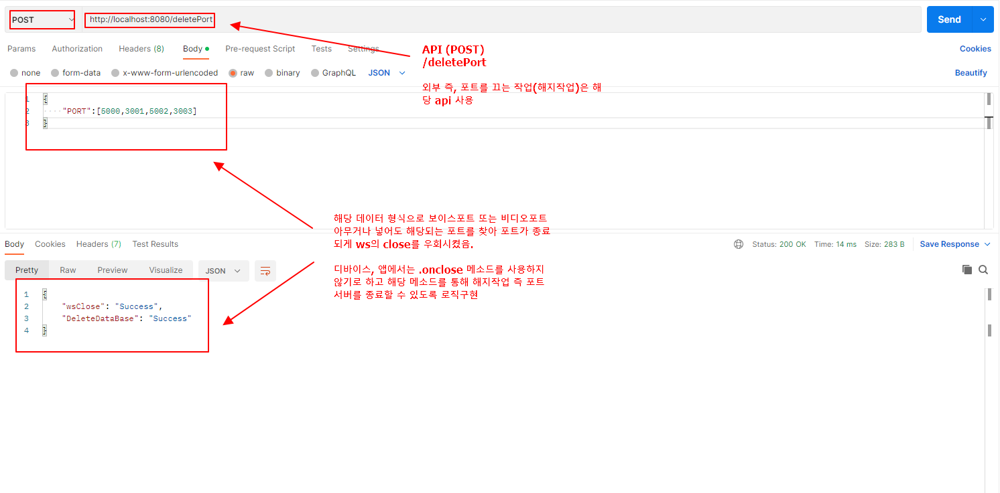 POST
http://localhost:8080/deletePort
Send
Params Authorization Headers (8) Body Pre-request Script Tests Settings Cookies
API (POST)
/deletePort
none form-data x-www-form-urlencoded raw binary GraphQL JSON Beautify
외부 즉, 포트를 끄는 작업(해지작업)은 해
당 api 사용
1 {
2 "PORT":[5000,3001,5002,3003]
3 }
해당 데이터 형식으로 보이스포트 또는 비디오포트
아무거나 넣어도 해당되는 포트를 찾아 포트가 종료
되게 ws의 close를 우회시켰음.
Body Cookies Headers (7) Test Results Status: 200 OK Time: 14 ms Size: 283 B Save Response
디바이스, 앱에서는 .onclose 메소드를 사용하지
않기로 하고 해당 메소드를 통해 해지작업 즉 포트
서버를 종료할 수 있도록 로직구현
Pretty Raw Preview Visualize JSON
1 {
2 "wsClose": "Success",
3 "DeleteDataBase": "Success"
4 }